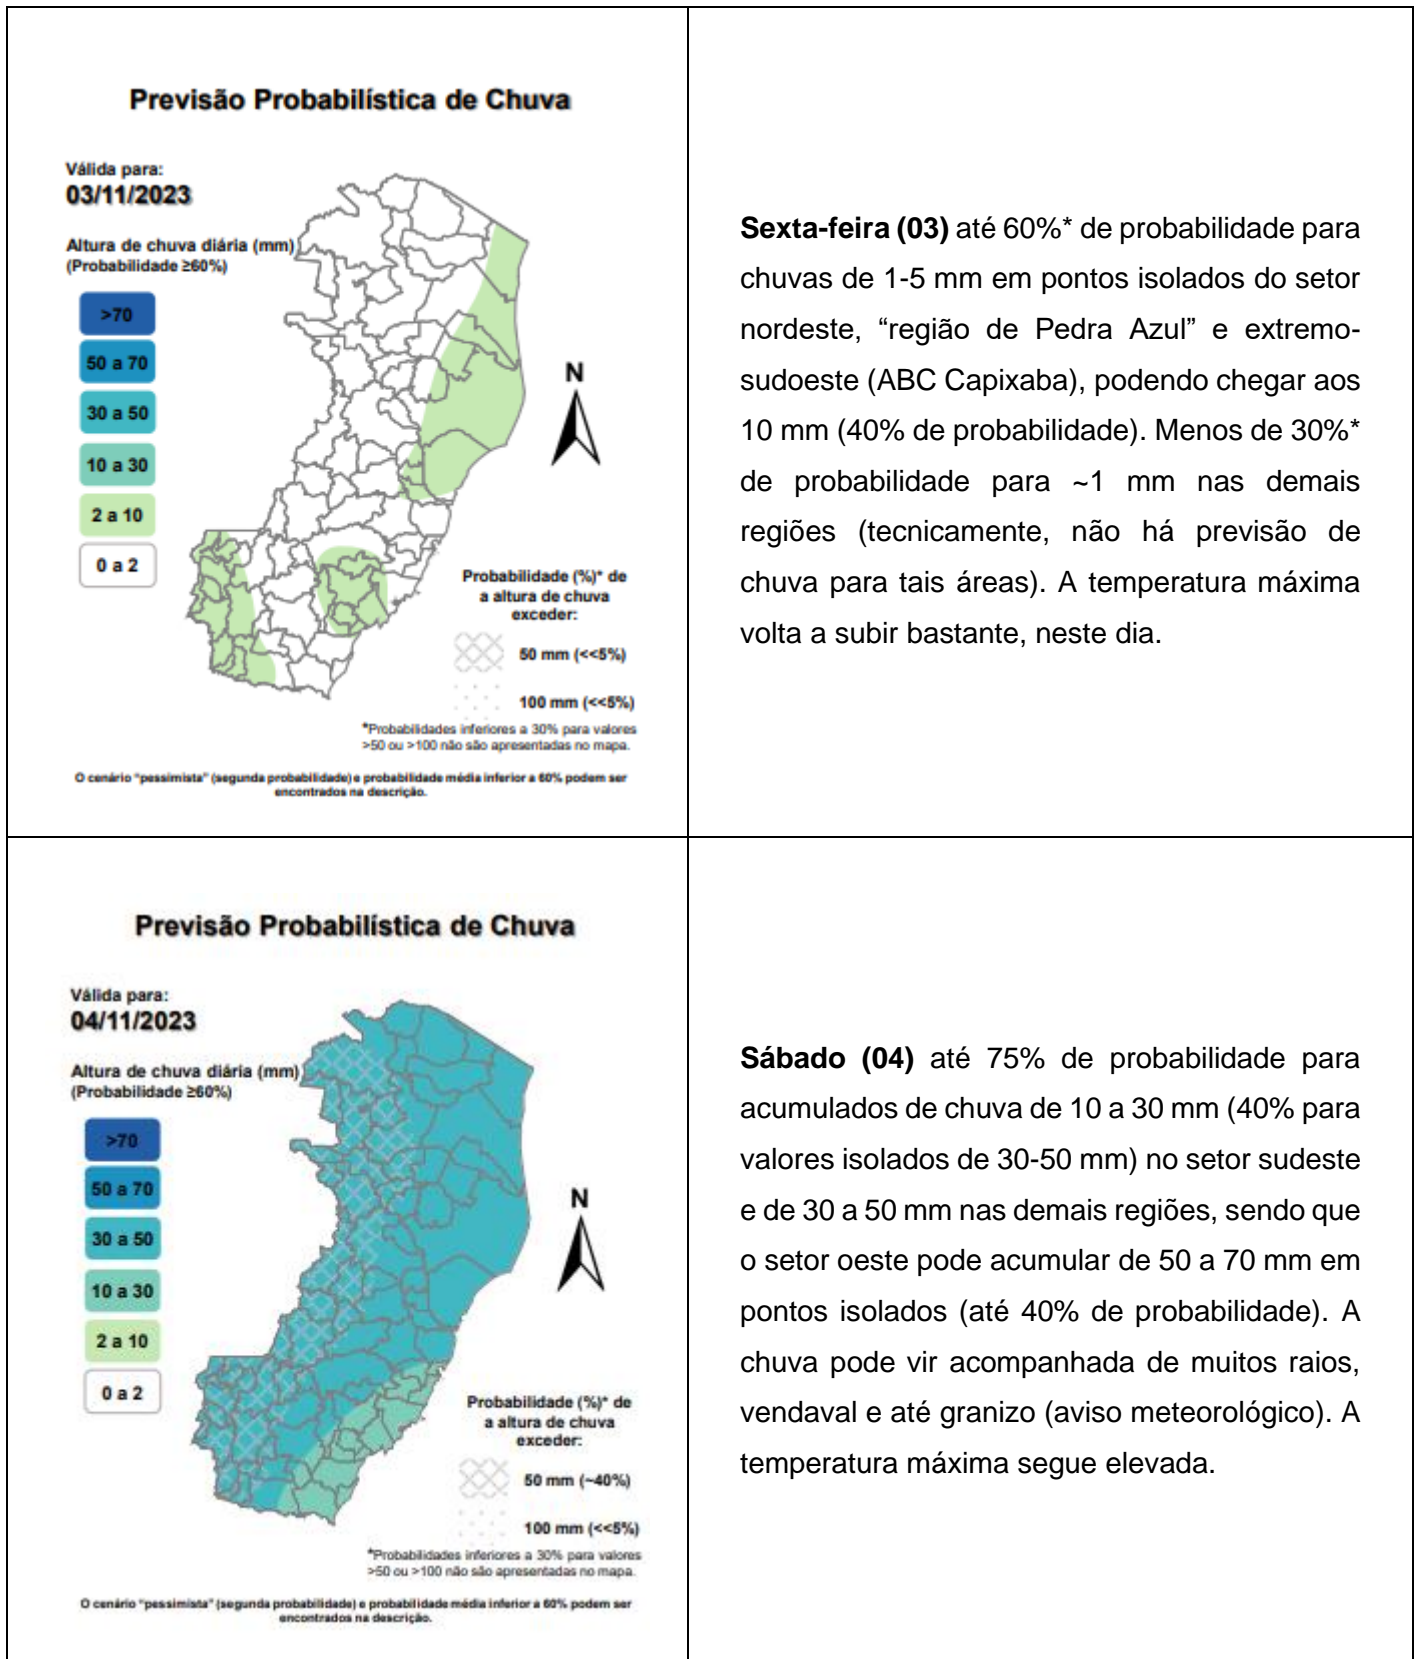 Previsão Probabilística de Chuva
Válida para:
03/11/2023
Altura de chuva diária (mm)
(Probabilidade ≥60%)
>70
50 a 70
30 a 50
10 a 30
2 a 10
0 a 2
N
Probabilidade (%)* de
a altura de chuva
exceder:
50 mm (<<5%)
100 mm (<<5%)
*Probabilidades inferiores a 30% para valores
>50 ou >100 não são apresentadas no mapa.
O cenário “pessimista” (segunda probabilidade) e probabilidade média inferior a 60% podem ser
encontrados na descrição.
Sexta-feira (03) até 60%* de probabilidade para
chuvas de 1-5 mm em pontos isolados do setor
nordeste, “região de Pedra Azul” e extremo-
sudoeste (ABC Capixaba), podendo chegar aos
10 mm (40% de probabilidade). Menos de 30%*
de probabilidade para ~1 mm nas demais
regiões (tecnicamente, não há previsão de
chuva para tais áreas). A temperatura máxima
volta a subir bastante, neste dia.
Previsão Probabilística de Chuva
Válida para:
04/11/2023
Altura de chuva diária (mm)
(Probabilidade ≥60%)
>70
50 a 70
30 a 50
10 a 30
2 a 10
0 a 2
N
Probabilidade (%)* de
a altura de chuva
exceder:
50 mm (~40%)
100 mm (<<5%)
*Probabilidades inferiores a 30% para valores
>50 ou >100 não são apresentadas no mapa.
O cenário “pessimista” (segunda probabilidade) e probabilidade média inferior a 60% podem ser
encontrados na descrição.
Sábado (04) até 75% de probabilidade para
acumulados de chuva de 10 a 30 mm (40% para
valores isolados de 30-50 mm) no setor sudeste
e de 30 a 50 mm nas demais regiões, sendo que
o setor oeste pode acumular de 50 a 70 mm em
pontos isolados (até 40% de probabilidade). A
chuva pode vir acompanhada de muitos raios,
vendaval e até granizo (aviso meteorológico). A
temperatura máxima segue elevada.